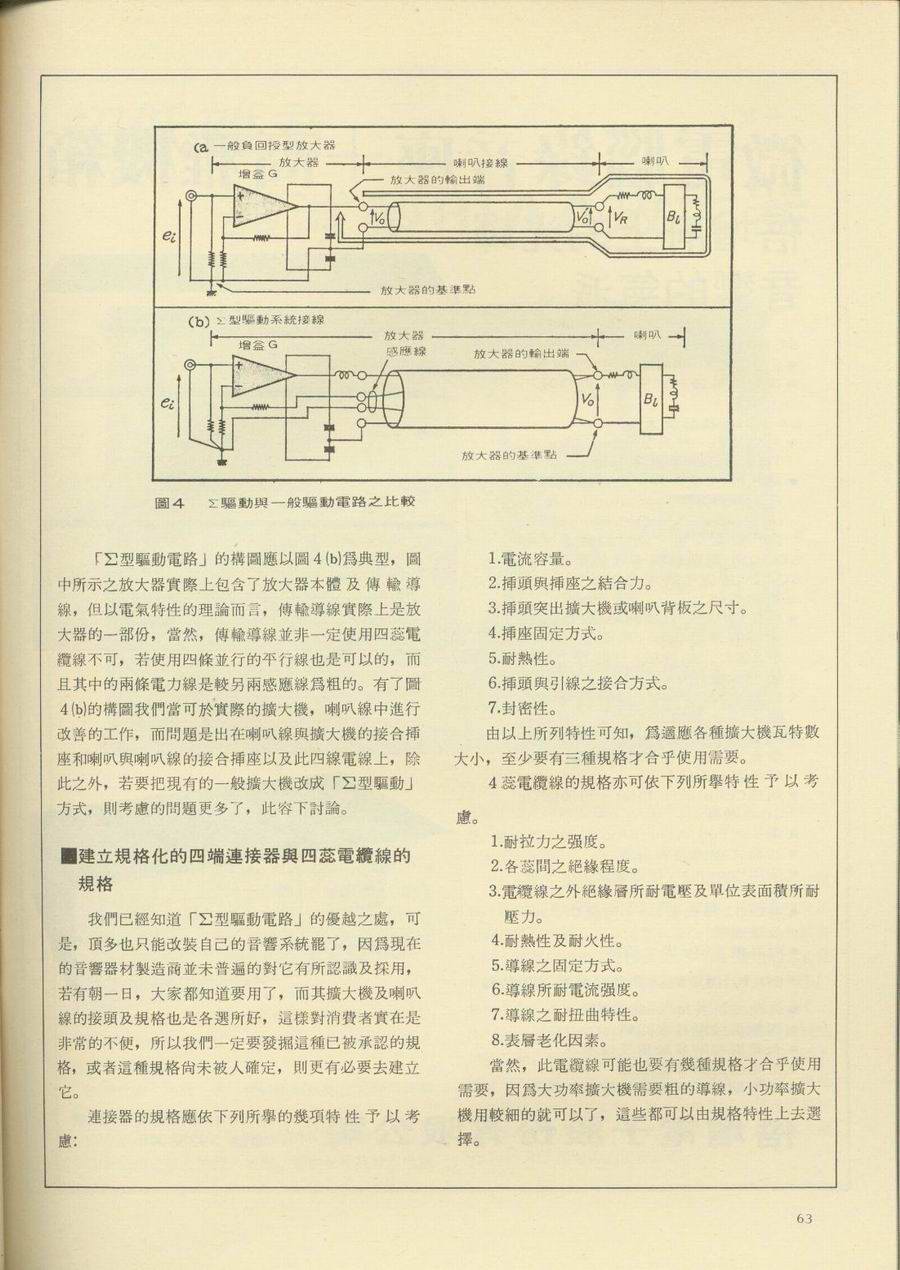 (a 一般負回授型放大器
放大器
喇叭接線
喇叭
增益 G
放大器的輸出端
+
−
ei
Vo
Vo
VR
Bl
放大器的基準點
(b) Σ型驅動系統接線
放大器
喇叭
增益 G
感應線
放大器的輸出端
+
−
ei
Vo
Bl
放大器的基準點
圖4 Σ驅動與一般驅動電路之比較
「Σ型驅動電路」的構圖應以圖4(b)爲典型，圖
中所示之放大器實際上包含了放大器本體及傳輸導
線，但以電氣特性的理論而言，傳輸導線實際上是放
大器的一部份，當然，傳輸導線並非一定使用四蕊電
纜線不可，若使用四條並行的平行線也是可以的，而
且其中的兩條電力線是較另兩感應線爲粗的。有了圖
4(b)的構圖我們當可於實際的擴大機，喇叭線中進行
改善的工作，而問題是出在喇叭線與擴大機的接合揷
座和喇叭與喇叭線的接合揷座以及此四線電線上，除
此之外，若要把現有的一般擴大機改成「Σ型驅動」
方式，則考慮的問題更多了，此容下討論。
■建立規格化的四端連接器與四蕊電纜線的
規格
我們已經知道「Σ型驅動電路」的優越之處，可
是，頂多也只能改裝自己的音響系統罷了，因爲現在
的音響器材製造商並未普遍的對它有所認識及採用，
若有朝一日，大家都知道要用了，而其擴大機及喇叭
線的接頭及規格也是各選所好，這樣對消費者實在是
非常的不便，所以我們一定要發掘這種已被承認的規
格，或者這種規格尙未被人確定，則更有必要去建立
它。
連接器的規格應依下列所舉的幾項特性予以考
慮：
1.電流容量。
2.揷頭與揷座之結合力。
3.揷頭突出擴大機或喇叭背板之尺寸。
4.揷座固定方式。
5.耐熱性。
6.揷頭與引線之接合方式。
7.封密性。
由以上所列特性可知，爲適應各種擴大機瓦特數
大小，至少要有三種規格才合乎使用需要。
4蕊電纜線的規格亦可依下列所舉特性予以考
慮。
1.耐拉力之强度。
2.各蕊間之絕緣程度。
3.電纜線之外絕緣層所耐電壓及單位表面積所耐
壓力。
4.耐熱性及耐火性。
5.導線之固定方式。
6.導線所耐電流强度。
7.導線之耐扭曲特性。
8.表層老化因素。
當然，此電纜線可能也要有幾種規格才合乎使用
需要，因爲大功率擴大機需要粗的導線，小功率擴大
機用較細的就可以了，這些都可以由規格特性上去選
擇。
63